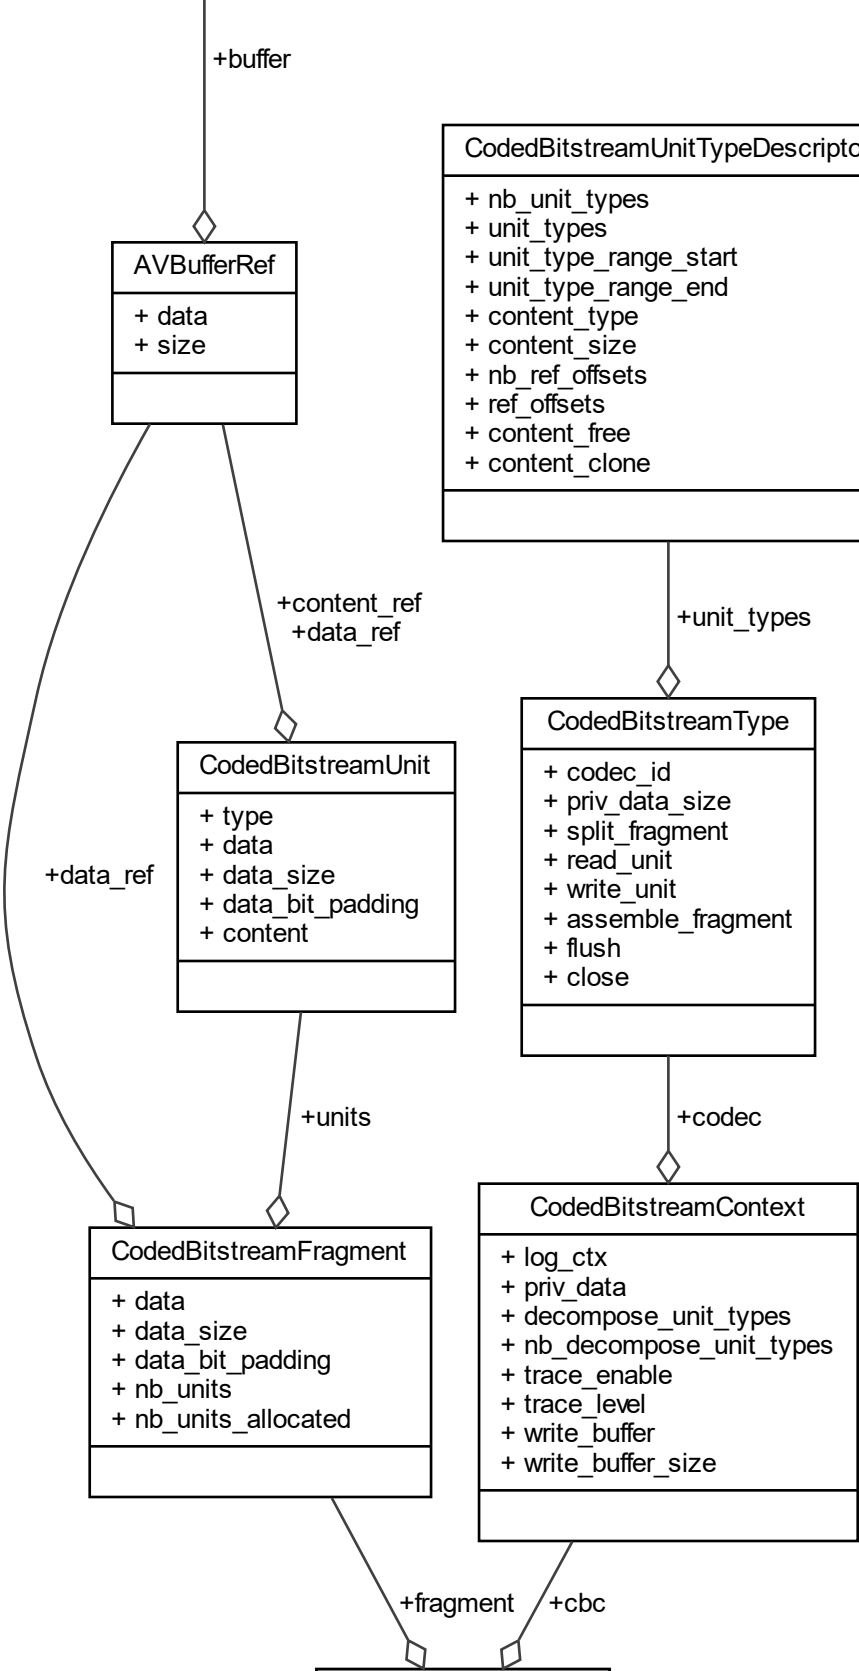 +buffer
CodedBitstreamUnitTypeDescripto
+ nb_unit_types
+ unit_types
+ unit_type_range_start
+ unit_type_range_end
+ content_type
+ content_size
+ nb_ref_offsets
+ ref_offsets
+ content_free
+ content_clone
AVBufferRef
+ data
+ size
+content_ref
+data_ref
+unit_types
CodedBitstreamUnit
+ type
+ data
+ data_size
+ data_bit_padding
+ content
CodedBitstreamType
+ codec_id
+ priv_data_size
+ split_fragment
+ read_unit
+ write_unit
+ assemble_fragment
+ flush
+ close
+data_ref
+units
+codec
CodedBitstreamFragment
+ data
+ data_size
+ data_bit_padding
+ nb_units
+ nb_units_allocated
CodedBitstreamContext
+ log_ctx
+ priv_data
+ decompose_unit_types
+ nb_decompose_unit_types
+ trace_enable
+ trace_level
+ write_buffer
+ write_buffer_size
+fragment
+cbc